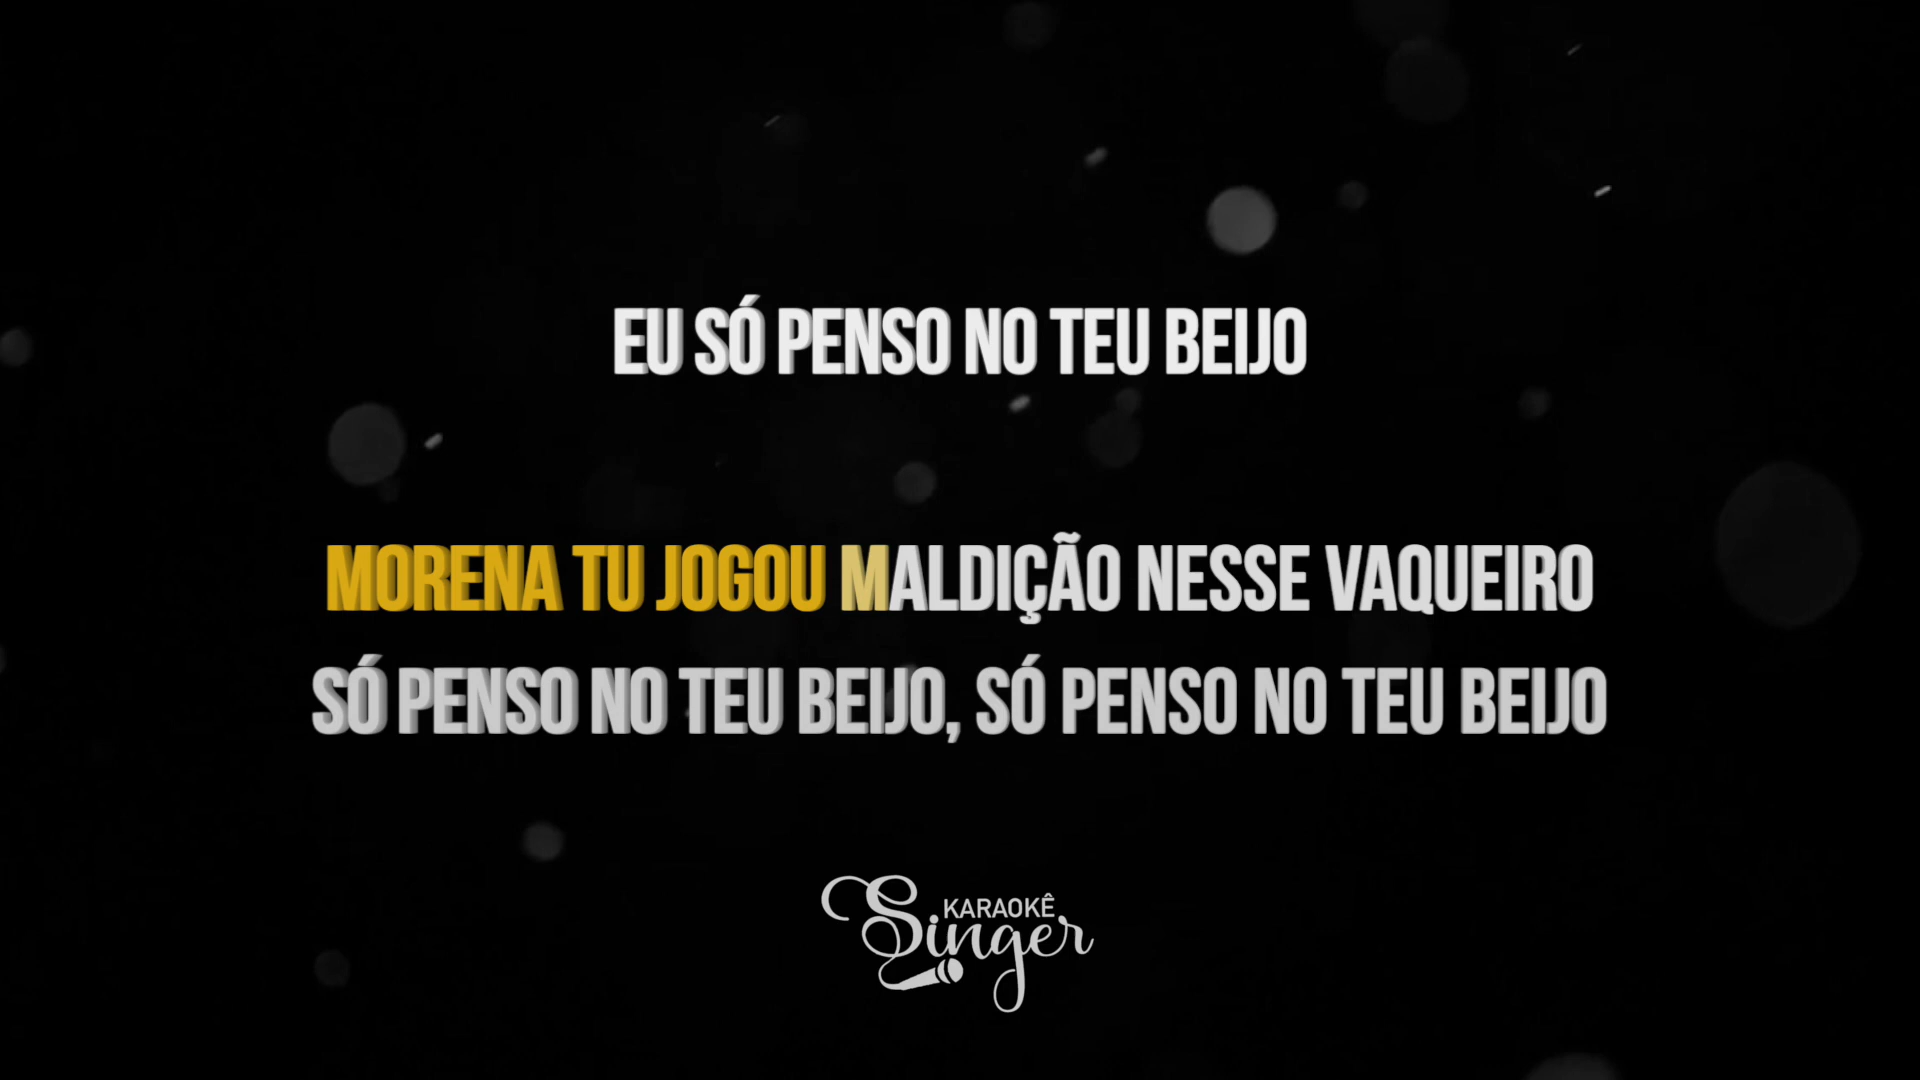 EU SÓ PENSO NO TEU BEIJO
MORENA TU JOGOU MALDIÇÃO NESSE VAQUEIRO
SÓ PENSO NO TEU BEIJO, SÓ PENSO NO TEU BEIJO
KARAOKÊ
Singer